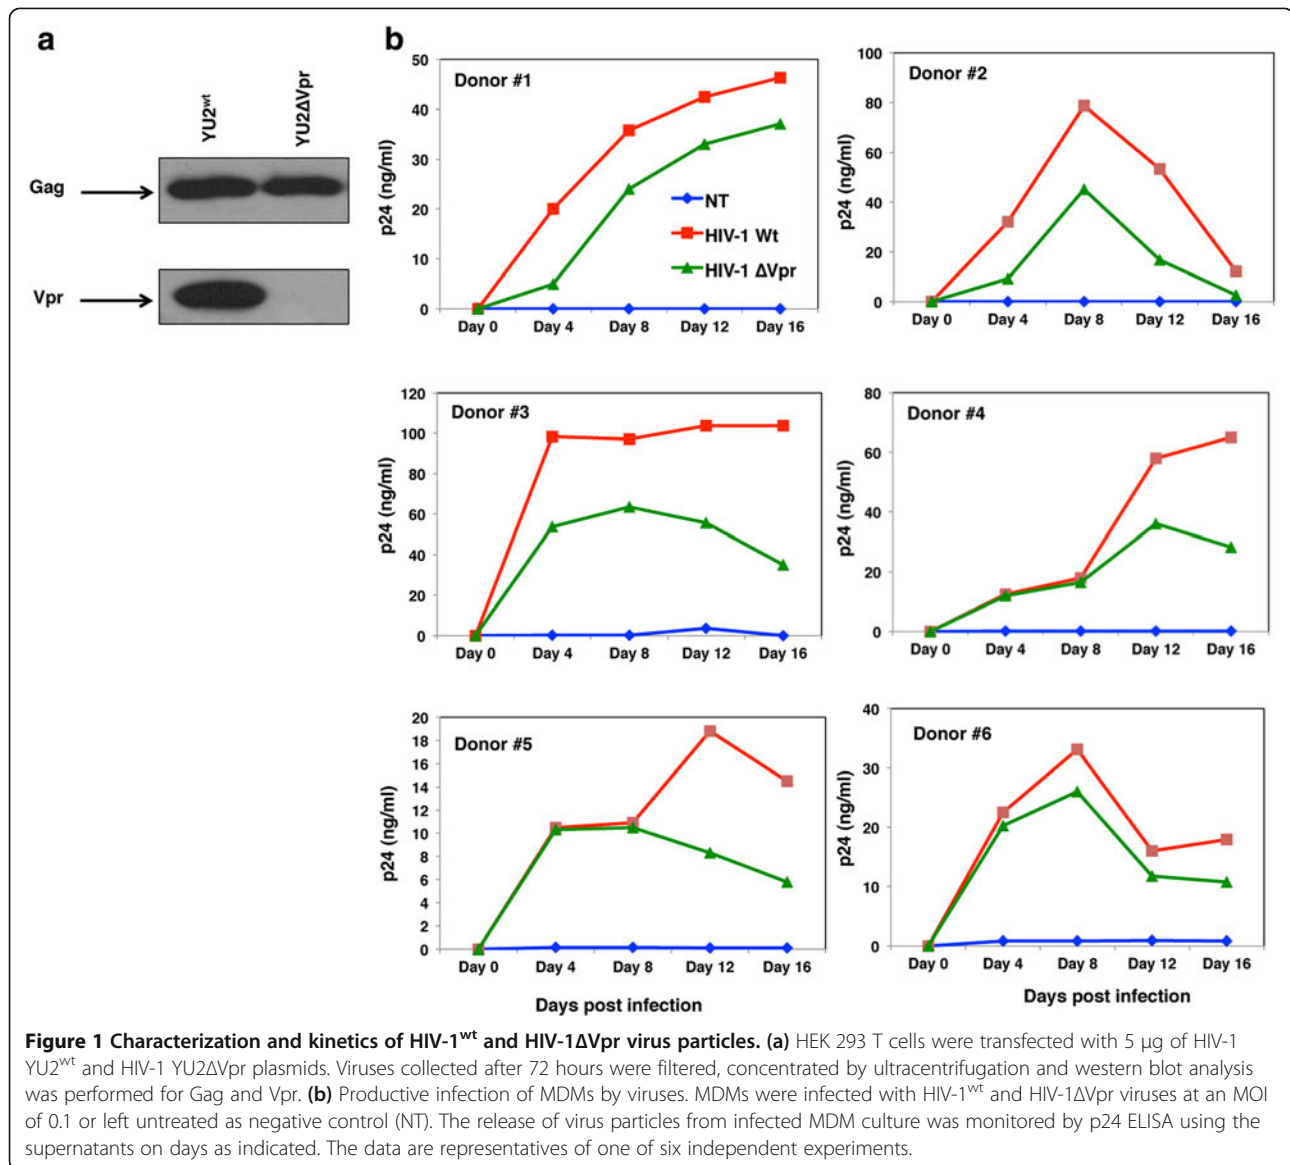 a
YU2wt
YU2ΔVpr
Gag
Vpr
b
Donor #1
p24 (ng/ml)
50
40
30
20
10
0
NT
HIV-1 Wt
HIV-1 ΔVpr
Day 0 Day 4 Day 8 Day 12 Day 16
Donor #2
p24 (ng/ml)
100
80
60
40
20
0
Day 0 Day 4 Day 8 Day 12 Day 16
Donor #3
p24 (ng/ml)
120
100
80
60
40
20
0
Day 0 Day 4 Day 8 Day 12 Day 16
Donor #4
p24 (ng/ml)
80
60
40
20
0
Day 0 Day 4 Day 8 Day 12 Day 16
Donor #5
p24 (ng/ml)
20
18
16
14
12
10
8
6
4
2
0
Day 0 Day 4 Day 8 Day 12 Day 16
Days post infection
Donor #6
p24 (ng/ml)
40
30
20
10
0
Day 0 Day 4 Day 8 Day 12 Day 16
Days post infection
Figure 1 Characterization and kinetics of HIV-1wt and HIV-1ΔVpr virus particles. (a) HEK 293 T cells were transfected with 5 μg of HIV-1
YU2wt and HIV-1 YU2ΔVpr plasmids. Viruses collected after 72 hours were filtered, concentrated by ultracentrifugation and western blot analysis
was performed for Gag and Vpr. (b) Productive infection of MDMs by viruses. MDMs were infected with HIV-1wt and HIV-1ΔVpr viruses at an MOI
of 0.1 or left untreated as negative control (NT). The release of virus particles from infected MDM culture was monitored by p24 ELISA using the
supernatants on days as indicated. The data are representatives of one of six independent experiments.